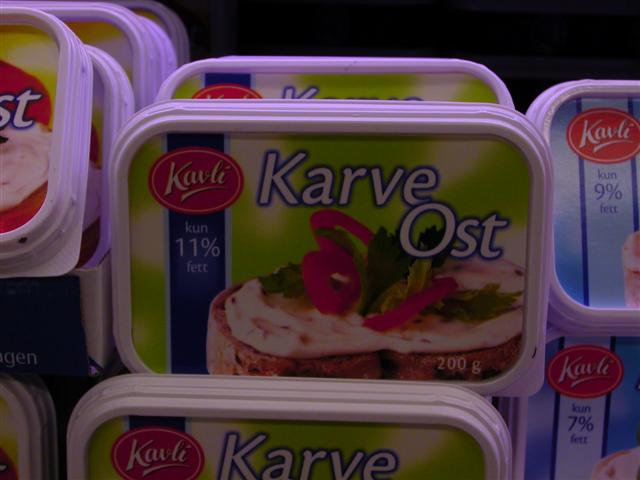 st
Kavli
Karve
Kavli
kun
11%
fett
Karve
Ost
200 g
Kavli
kun
9%
fett
agen
Kavli
kun
7%
fett
Kavli
Karve
kun